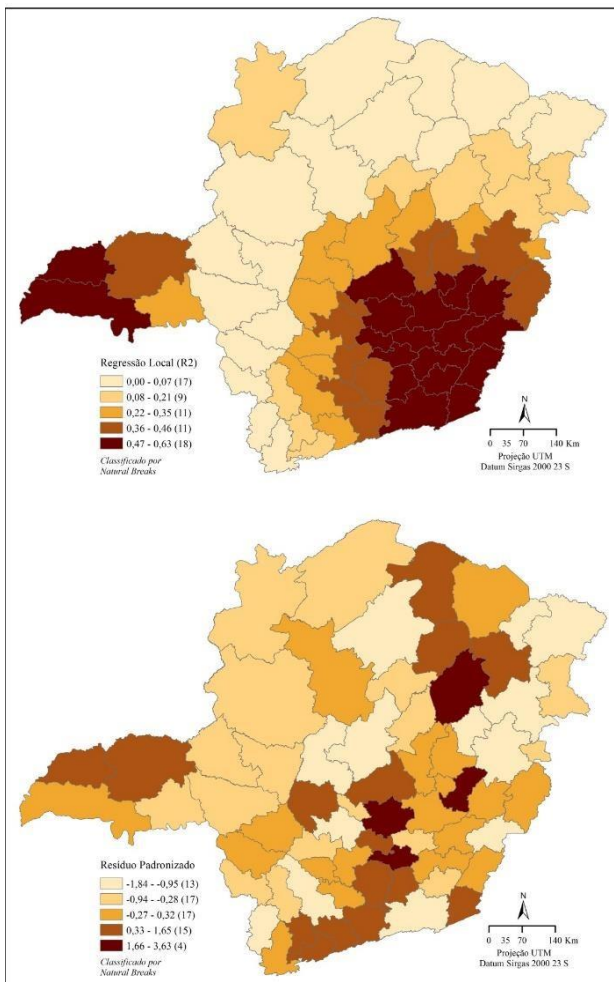 Regressão Local (R2)
0,00 - 0,07 (17)
0,08 - 0,21 (9)
0,22 - 0,35 (11)
0,36 - 0,46 (11)
0,47 - 0,63 (18)
Classificado por
Natural Breaks
N
0 35 70 140 Km
Projeção UTM
Datum Sirgas 2000 23 S
Resíduo Padronizado
-1,84 - -0,95 (13)
-0,94 - -0,28 (17)
-0,27 - 0,32 (17)
0,33 - 1,65 (15)
1,66 - 3,63 (4)
Classificado por
Natural Breaks
N
0 35 70 140 Km
Projeção UTM
Datum Sirgas 2000 23 S